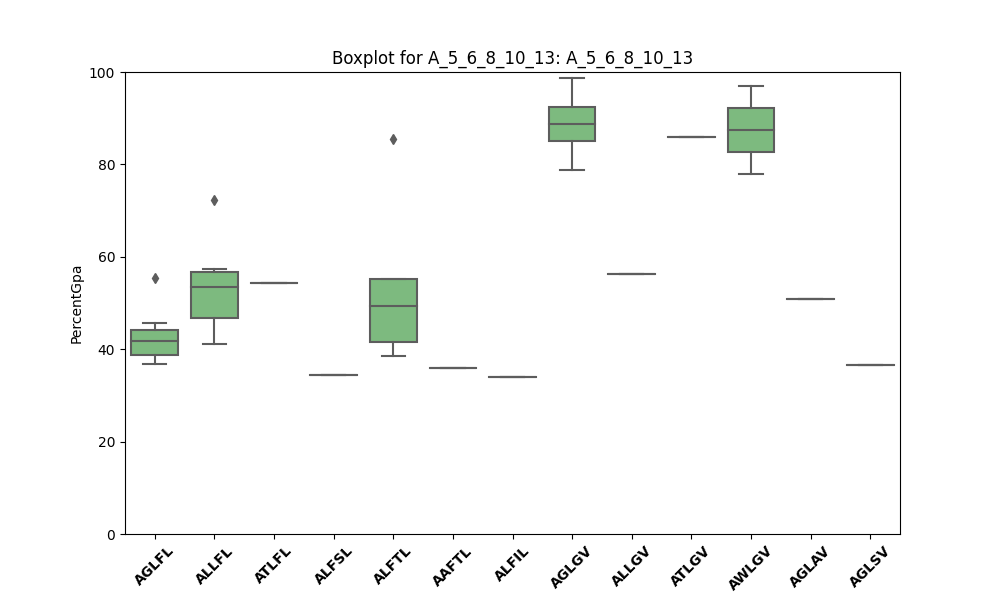 Boxplot for A_5_6_8_10_13: A_5_6_8_10_13
100
80
60
40
20
0
PercentGpa
AGLFL
ALLFL
ATLFL
ALFSL
ALFTL
AAFTL
ALFIL
AGLGV
ALLGV
ATLGV
AWLGV
AGLAV
AGLSV